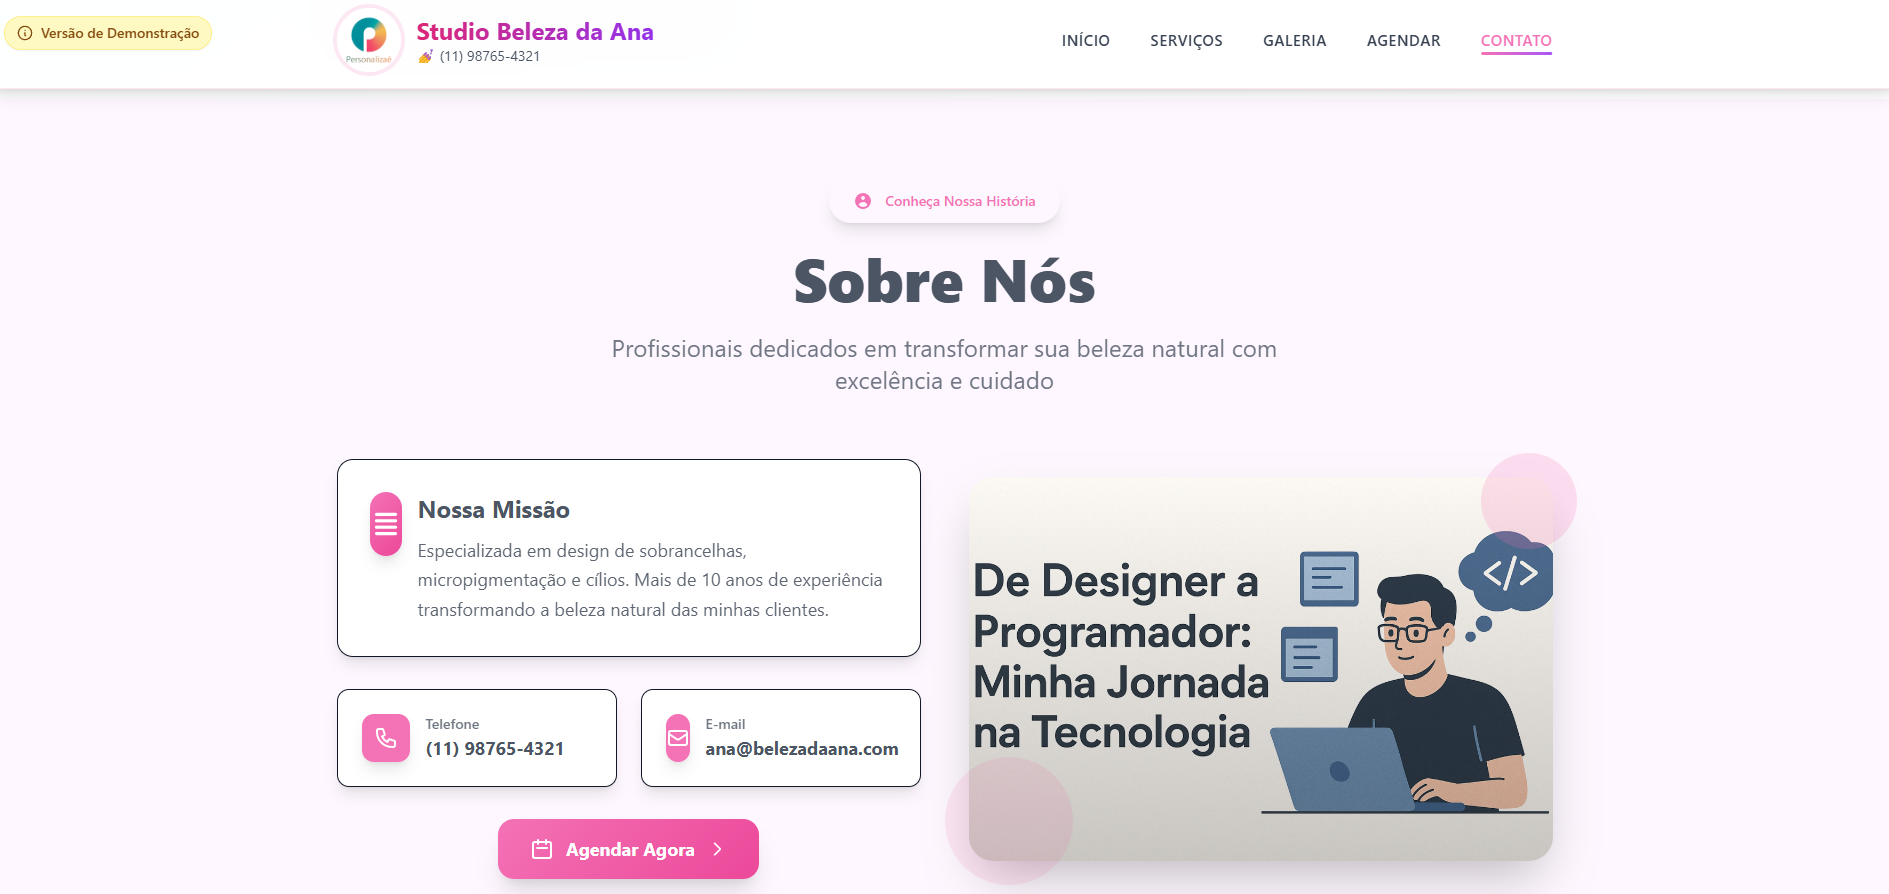 Versão de Demonstração
Personalizaé
Studio Beleza da Ana
(11) 98765-4321
INÍCIO
SERVIÇOS
GALERIA
AGENDAR
CONTATO
Conheça Nossa História
Sobre Nós
Profissionais dedicados em transformar sua beleza natural com
excelência e cuidado
Nossa Missão
Especializada em design de sobrancelhas,
micropigmentação e cílios. Mais de 10 anos de experiência
transformando a beleza natural das minhas clientes.
Telefone
(11) 98765-4321
E-mail
ana@belezadaana.com
Agendar Agora
De Designer a
Programador:
Minha Jornada
na Tecnologia